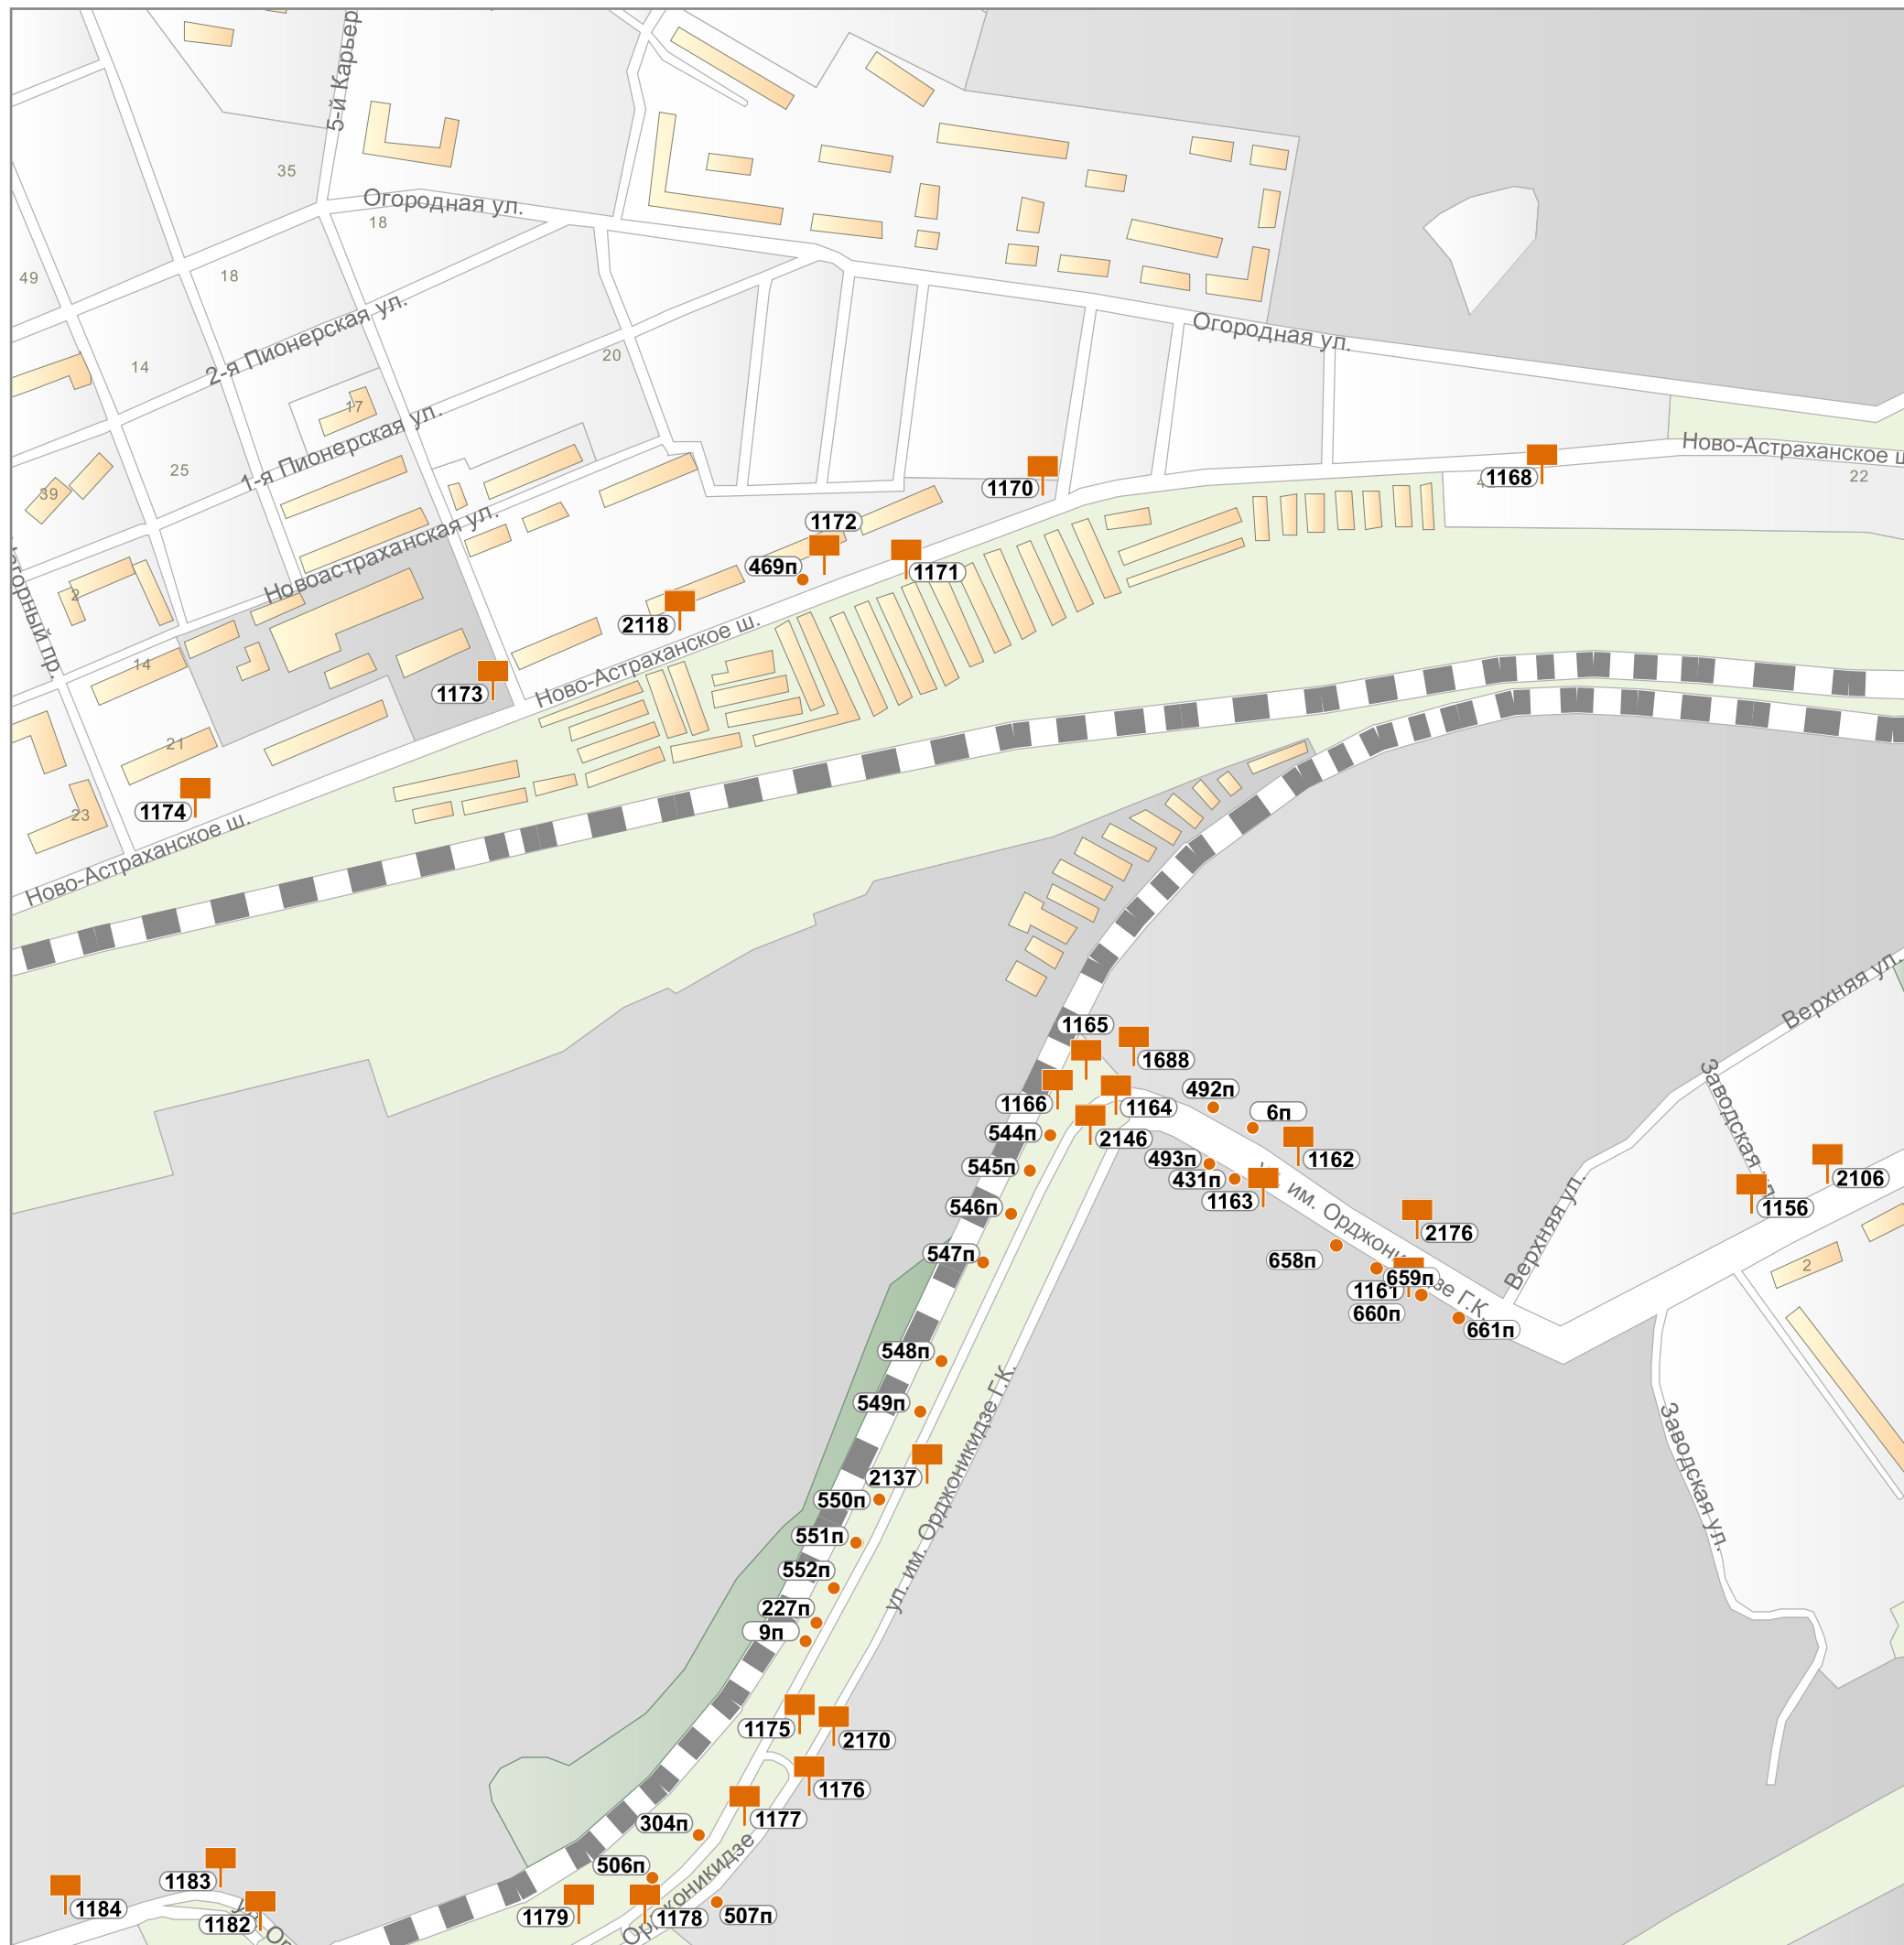 5-й Карьер
35
Огородная ул.
18
49
18
2-я Пионерская ул.
Огородная ул.
20
14
17
1-я Пионерская ул.
Ново-Астраханское ш
1168
22
25
39
1170
Новоастраханская ул.
1172
469п
1171
2
2118
14
1173
Ново-Астраханское ш.
21
1174
23
Ново-Астраханское ш.
Верхняя ул.
1165
1688
Заводская
492п
1166
1164
6п
544п
2146
545п
493п
1162
431п
2106
1163
им. Орджоникидзе Г.К.
546п
1156
Верхняя ул.
2176
547п
658п
2
659п
1161
660п
661п
548п
ул. им. Орджоникидзе Г.К.
549п
Заводская ул.
2137
550п
551п
552п
227п
9п
1175
2170
1176
1177
304п
Орджоникидзе
506п
1183
1184
1182
1179
1178
507п